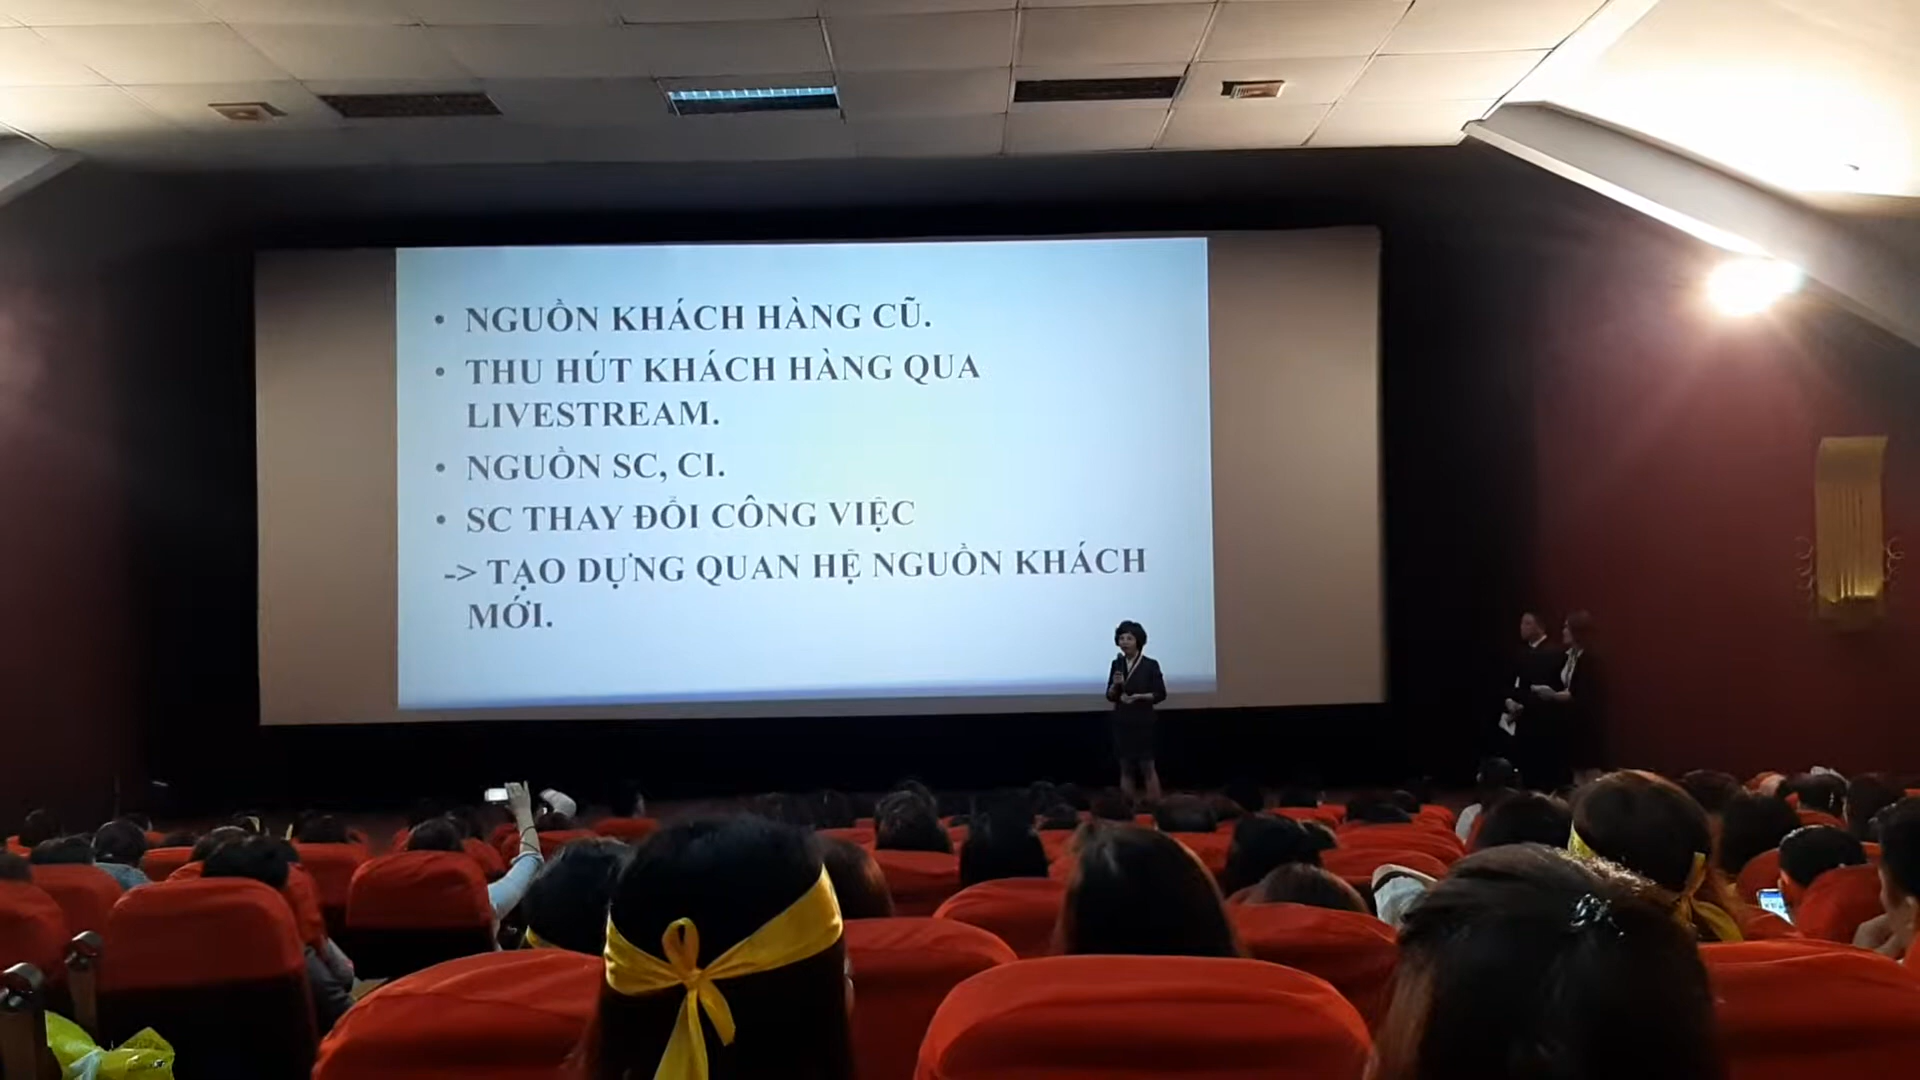 • NGUỒN KHÁCH HÀNG CŨ.
• THU HÚT KHÁCH HÀNG QUA
LIVESTREAM.
• NGUỒN SC, CI.
• SC THAY ĐỔI CÔNG VIỆC
-> TẠO DỰNG QUAN HỆ NGUỒN KHÁCH
MỚI.